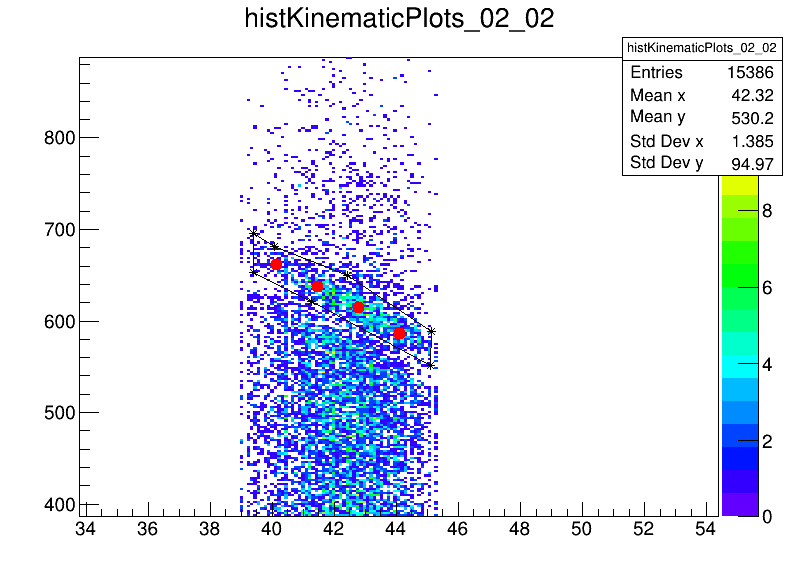 histKinematicPlots_02_02
histKinematicPlots_02_02
Entries 15386
Mean x 42.32
Mean y 530.2
Std Dev x 1.385
Std Dev y 94.97
800
700
600
500
400
34 36 38 40 42 44 46 48 50 52 54
8
6
4
2
0